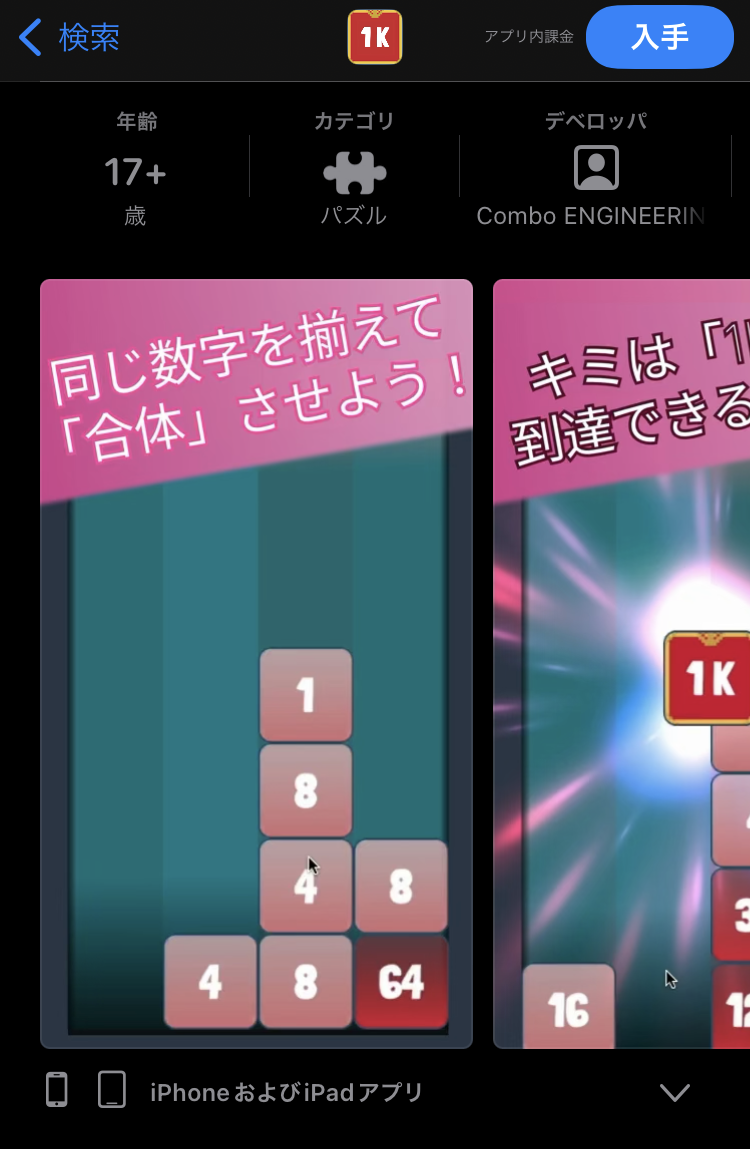 検索
1K
アプリ内課金
入手
年齢
17+
歳
カテゴリ
パズル
デベロッパ
Combo ENGINEERIN
同じ数字を揃えて
「合体」させよう!
1
8
4
8
4
8
64
キミは「1
到達できる
1K
16
iPhoneおよびiPadアプリ